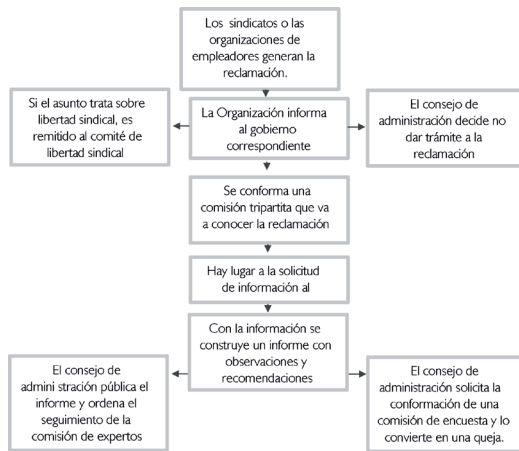 Los sindicatos o las
organizaciones de
empleadores generan la
reclamación.
Si el asunto trata sobre
libertad sindical, es
remitido al comité de
libertad sindical
La Organización informa
al gobierno
correspondiente
El consejo de
administración decide no
dar trámite a la
reclamación
Se conforma una
comisión tripartita que va
a conocer la reclamación
Hay lugar a la solicitud
de información al
Con la información se
construye un informe con
observaciones y
recomendaciones
El consejo de
admini stración pública el
informe y ordena el
seguimiento de la
comisión de expertos
El consejo de
administración solicita la
conformación de una
comisión de encuesta y lo
convierte en una queja.